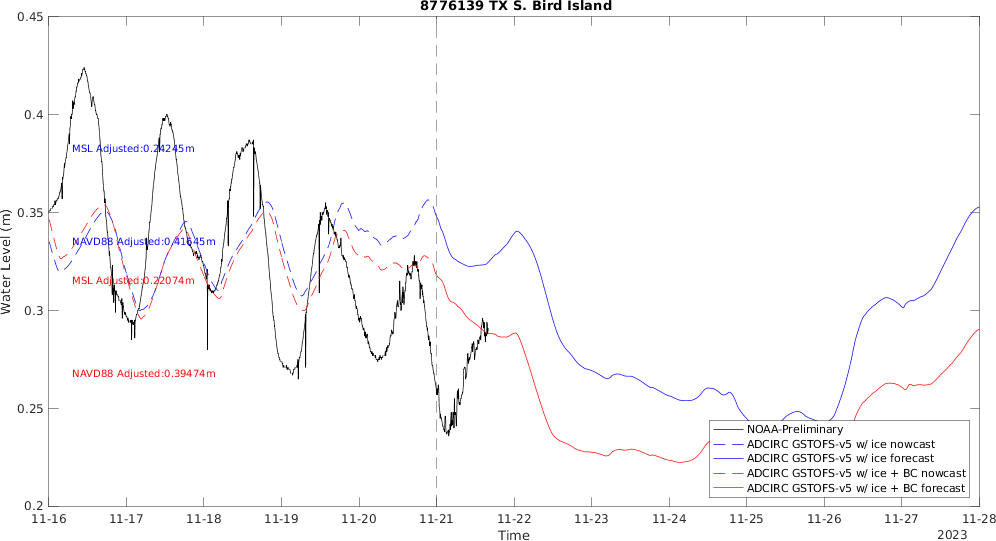 8776139 TX S. Bird Island
Water Level (m)
0.45
0.4
0.35
0.3
0.25
0.2
MSL Adjusted:0.24245m
NAVD88 Adjusted:0.41645m
MSL Adjusted:0.22074m
NAVD88 Adjusted:0.39474m
NOAA-Preliminary
ADCIRC GSTOFS-v5 w/ ice nowcast
ADCIRC GSTOFS-v5 w/ ice forecast
ADCIRC GSTOFS-v5 w/ ice + BC nowcast
ADCIRC GSTOFS-v5 w/ ice + BC forecast
11-16 11-17 11-18 11-19 11-20 11-21 11-22 11-23 11-24 11-25 11-26 11-27 11-28
Time
2023